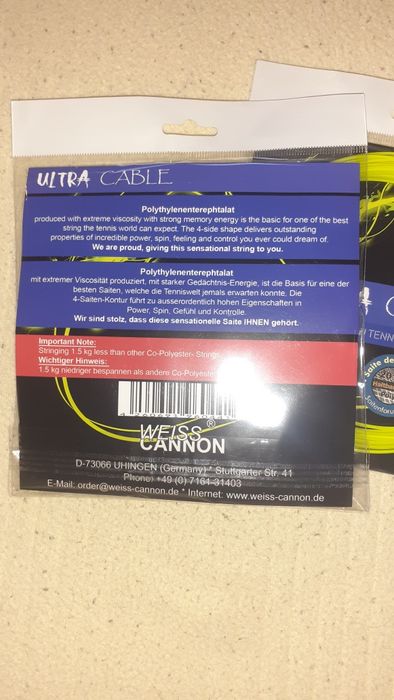 ULTRA CABLE
Polythylenenterephtalat
produced with extreme viscosity with strong memory energy is the basic for one of the best
string the tennis world can expect. The 4-side shape delivers outstanding
properties of incredible power, spin, feeling and control you ever could dream of.
We are proud, giving this sensational string to you.
Polythylenenterephtalat
mit extremer Viscosität produziert, mit starker Gedächtnis-Energie, ist die Basis für eine der
besten Saiten, welche die Tenniswelt jemals erwarten konnte. Die
4-Saiten-Kontur führt zu ausserordentlich hohen Eigenschaften in
Power, Spin, Gefühl und Kontrolle.
Wir sind stolz, dass diese sensationelle Saite IHNEN gehört.
Important Note:
Stringing 1.5 kg less than other Co-Polyester- Strings
Wichtiger Hinweis:
1.5 kg niedriger bespannen als andere Co-Polyester
WEISS
CANNON
D-73066 UHINGEN (Germany) * Stuttgarter Str. 41
Phone: +49 (0) 7164-31403
E-Mail: order@weiss-cannon.de * Internet: www.weiss-cannon.de
TENN
Saite de